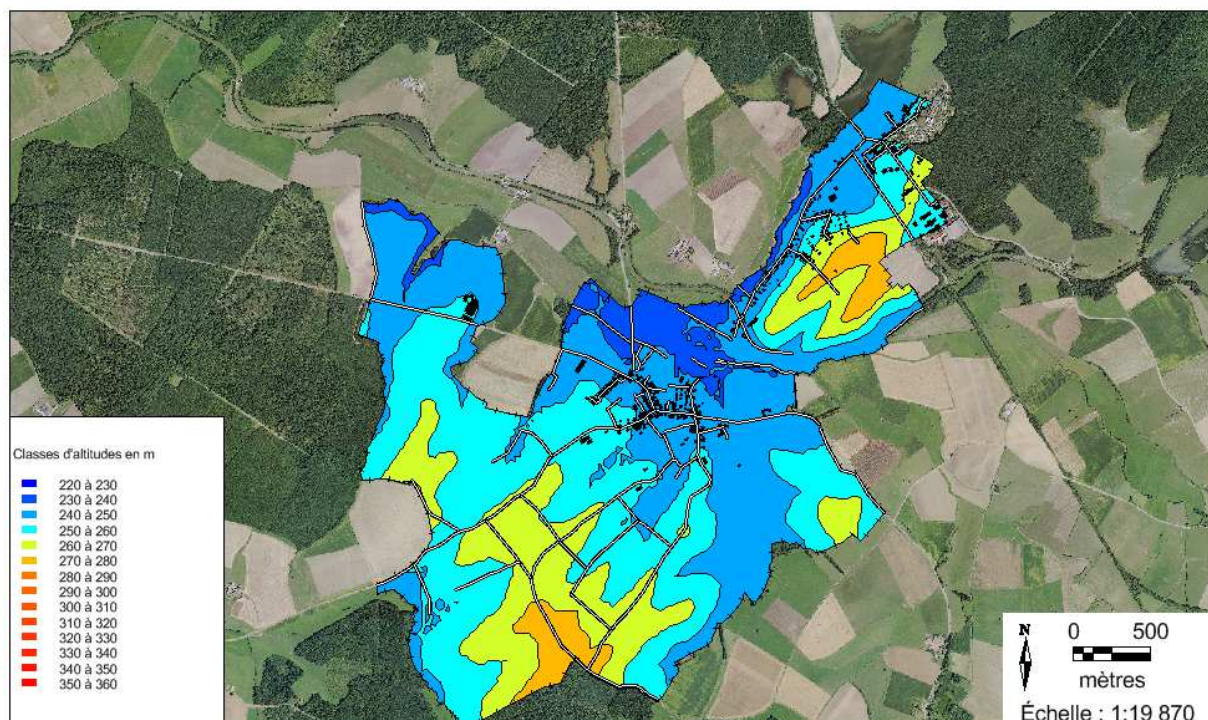 Classes d'altitudes en m
220 à 230
230 à 240
240 à 250
250 à 260
260 à 270
270 à 280
280 à 290
290 à 300
300 à 310
310 à 320
320 à 330
330 à 340
340 à 350
350 à 360
N
0 500
mètres
Échelle : 1:19 870